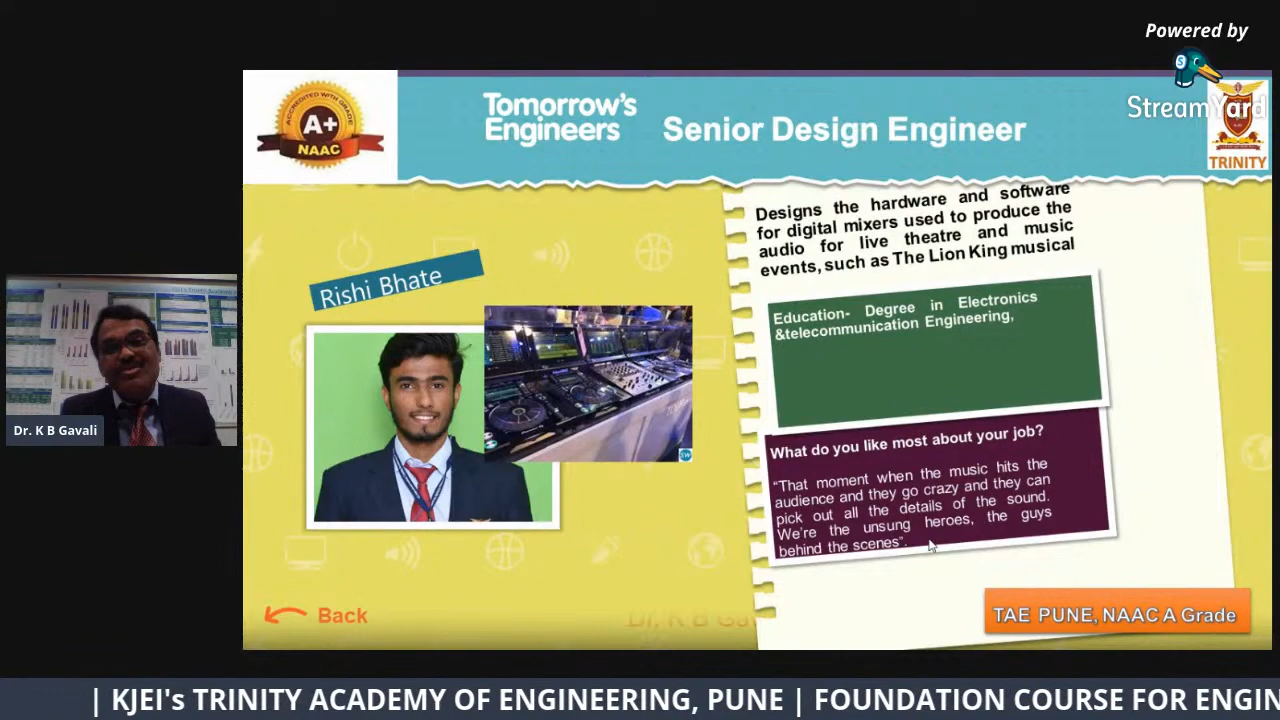 Powered by
StreamYard
ACCREDITED WITH GRADE
A+
NAAC
Tomorrow's
Engineers
Senior Design Engineer
TRINITY
Designs the hardware and software
for digital mixers used to produce the
audio for live theatre and music
events, such as The Lion King musical
Rishi Bhate
Education- Degree in Electronics
&telecommunication Engineering,
Dr. K B Gavali
What do you like most about your job?
“That moment when the music hits the
audience and they go crazy and they can
pick out all the details of the sound.
We're the unsung heroes, the guys
behind the scenes”.
Back
Dr. K B Gav
TAE PUNE, NAAC A Grade
| KJEI's TRINITY ACADEMY OF ENGINEERING, PUNE | FOUNDATION COURSE FOR ENGIN